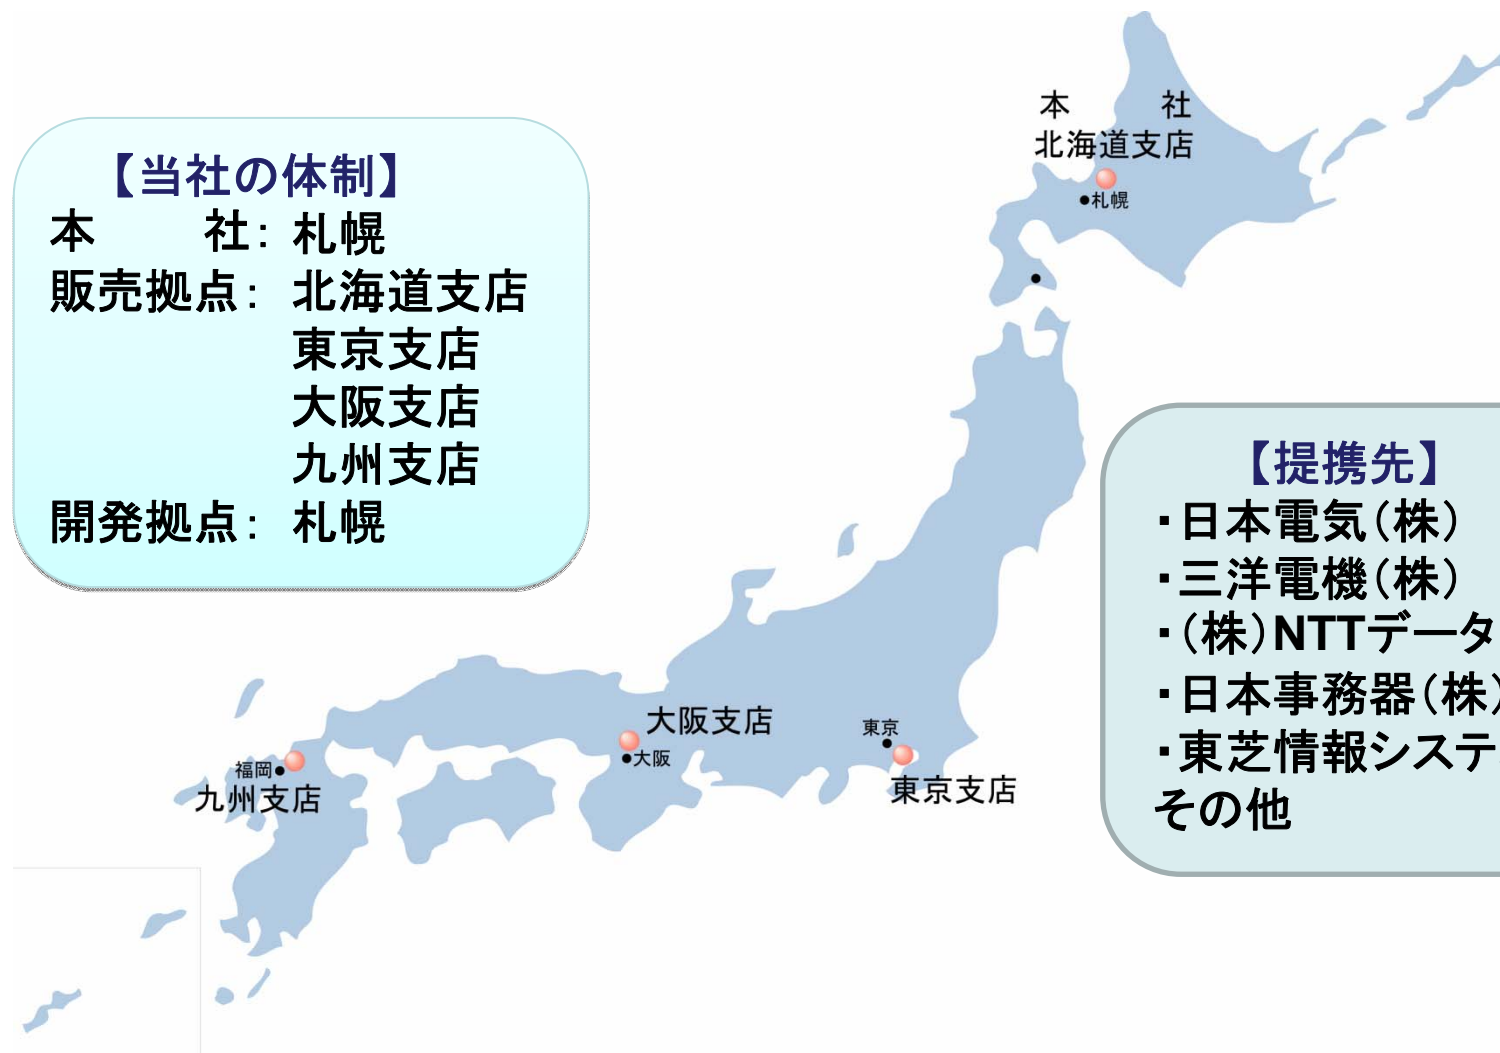 【当社の体制】
本　　社： 札幌
販売拠点： 北海道支店
東京支店
大阪支店
九州支店
開発拠点： 札幌
本　　社
北海道支店
札幌
【提携先】
・日本電気（株）
・三洋電機（株）
・（株）NTTデータ
・日本事務器（株）
・東芝情報システ
その他
大阪支店
大阪
東京
東京支店
福岡
九州支店